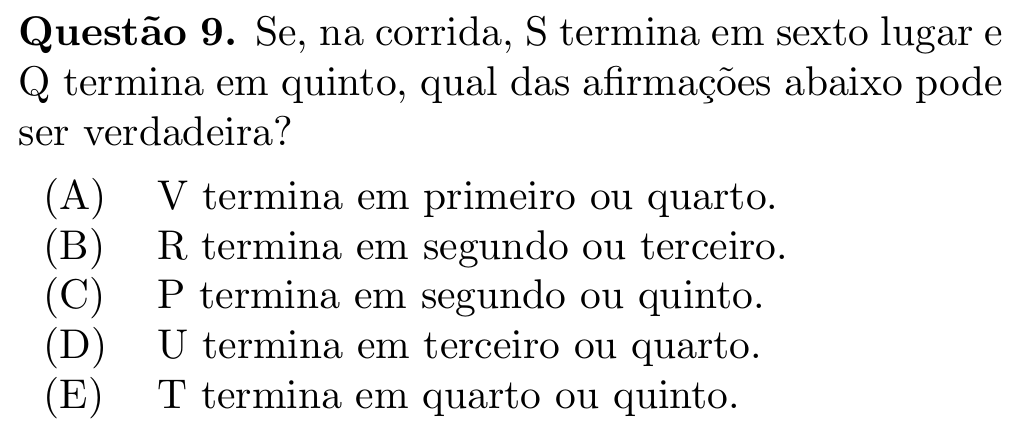 Questão 9. Se, na corrida, S termina em sexto lugar e
Q termina em quinto, qual das afirmações abaixo pode
ser verdadeira?
(A) V termina em primeiro ou quarto.
(B) R termina em segundo ou terceiro.
(C) P termina em segundo ou quinto.
(D) U termina em terceiro ou quarto.
(E) T termina em quarto ou quinto.